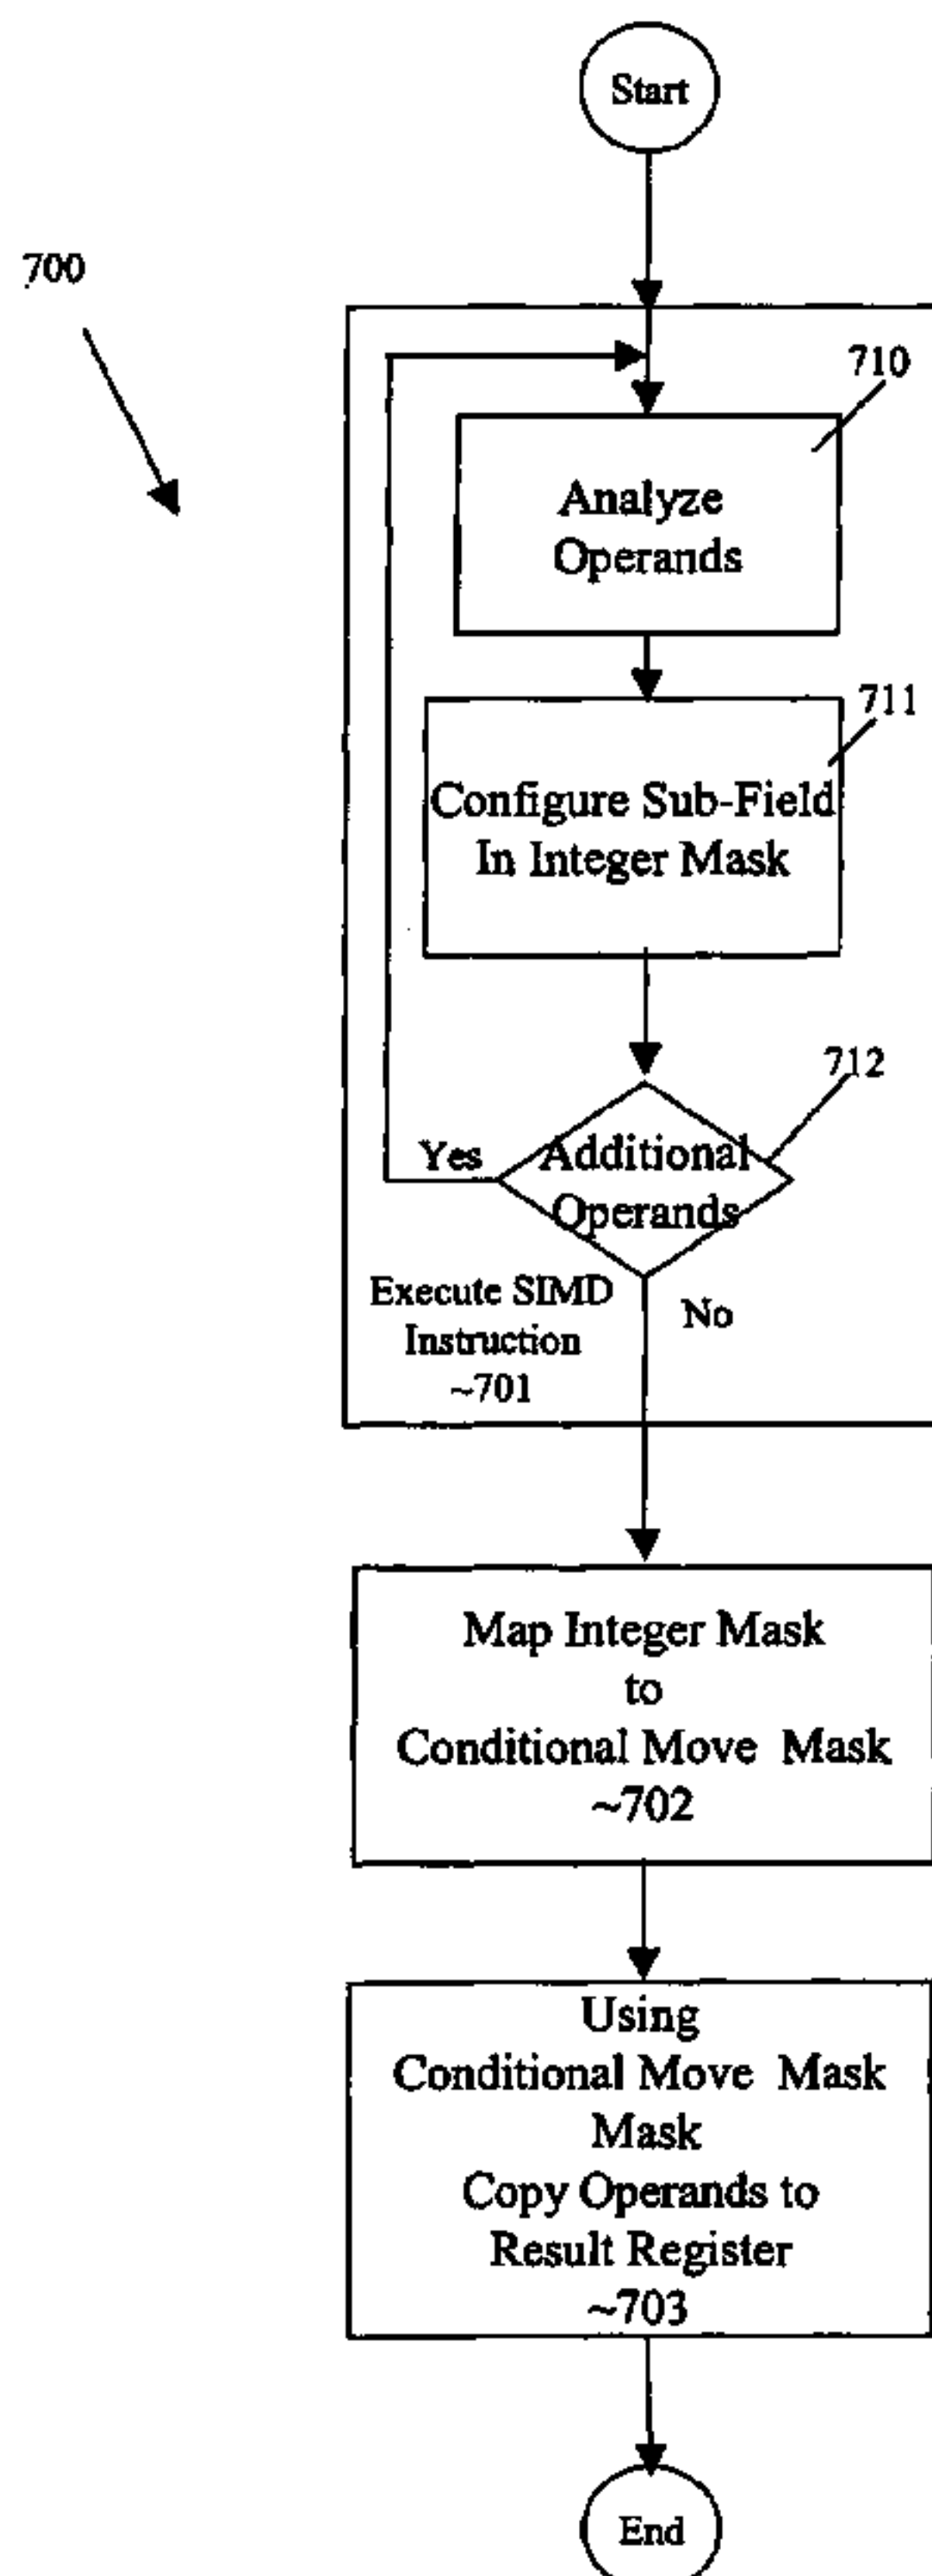 Start
700
710
Analyze
Operands
711
Configure Sub-Field
In Integer Mask
712
Yes
Additional
Operands
Execute SIMD
Instruction
~701
No
Map Integer Mask
to
Conditional Move Mask
~702
Using
Conditional Move Mask
Mask
Copy Operands to
Result Register
~703
End